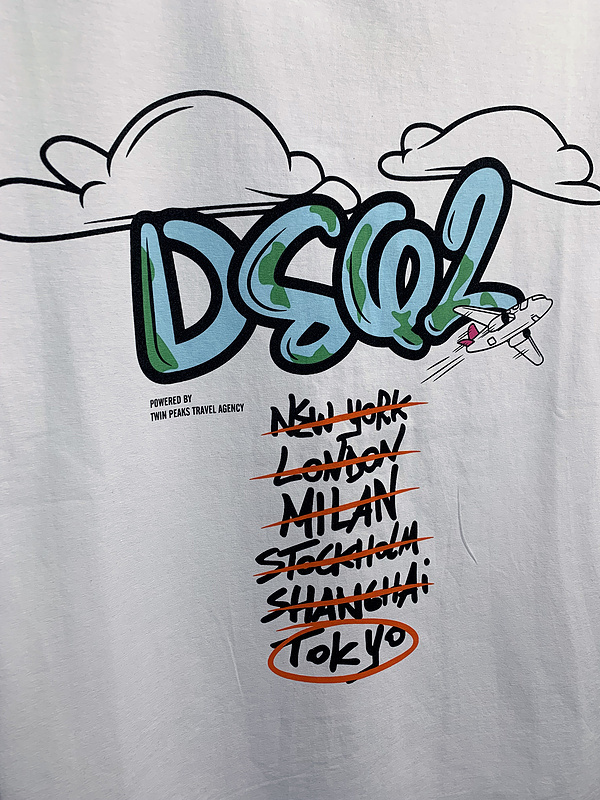 DSQ2
POWERED BY
TWIN PEAKS TRAVEL AGENCY
NEW YORK
LONDON
MILAN
STOCKHOLM
SHANGHAi
TOKYO